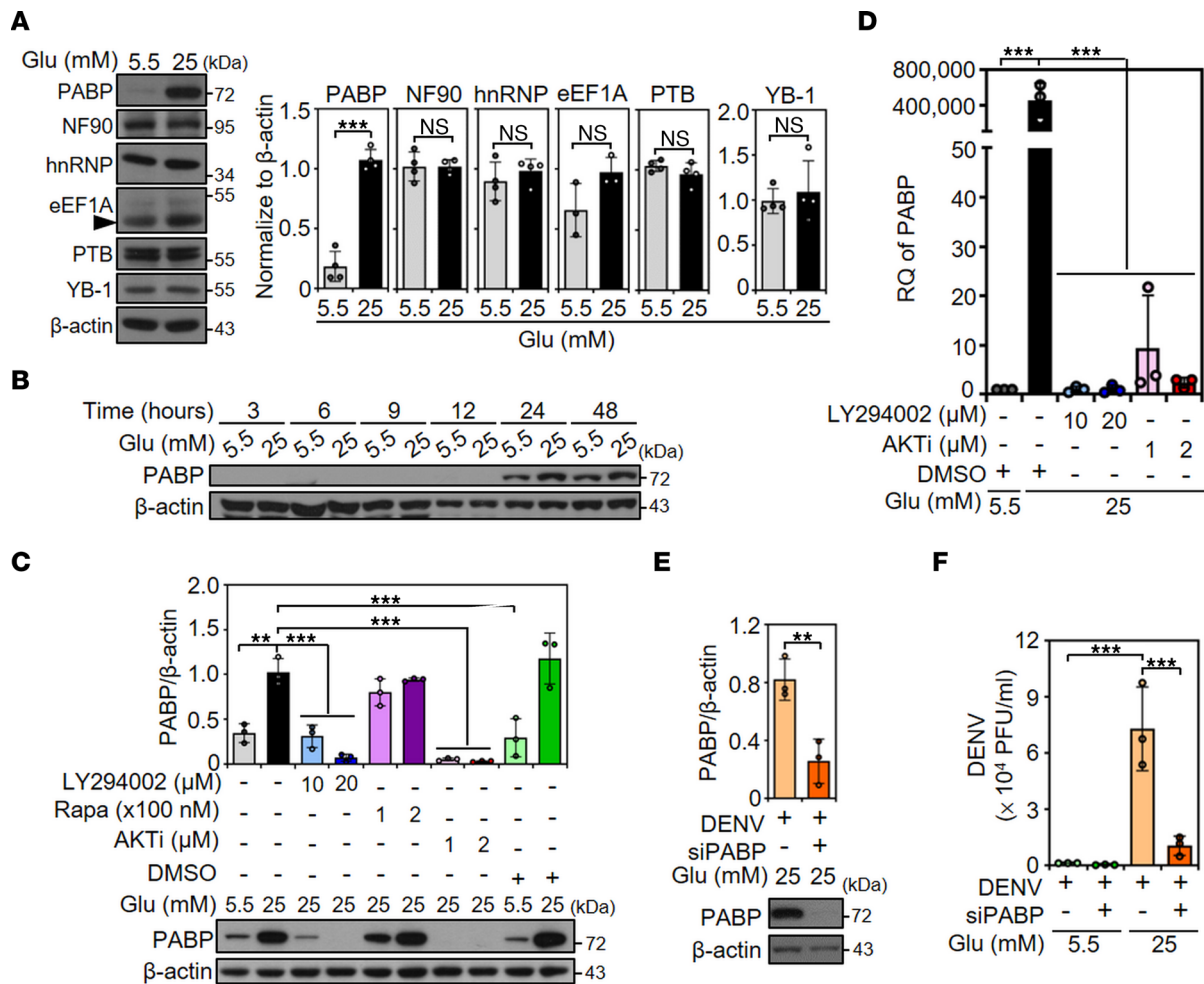 A
Glu (mM) 5.5 25 (kDa)
PABP 72
NF90 95
hnRNP 34
eEF1A 55
PTB 55
YB-1 55
β-actin 43
Normalize to β-actin
PABP NF90 hnRNP eEF1A PTB YB-1
*** NS NS NS NS NS
1.5
1.0
0.5
0
2.0
1.5
1.0
0.5
0
5.5 25 5.5 25 5.5 25 5.5 25 5.5 25 5.5 25
Glu (mM)
B
Time (hours) 3 6 9 12 24 48
Glu (mM) 5.5 25 5.5 25 5.5 25 5.5 25 5.5 25 5.5 25 (kDa)
PABP 72
β-actin 43
C
PABP/β-actin
2.0
1.5
1.0
0.5
0
***
***
** ***
LY294002 (μM) - - 10 20 - - - - - -
Rapa (x100 nM) - - - - 1 2 - - - -
AKTi (μM) - - - - - - 1 2 - -
DMSO - - - - - - - - + +
Glu (mM) 5.5 25 25 25 25 25 25 25 5.5 25 (kDa)
PABP 72
β-actin 43
D
*** ***
RQ of PABP
800,000
400,000
50
40
30
20
10
0
LY294002 (μM) - - 10 20 - -
AKTi (μM) - - - - 1 2
DMSO + + - - - -
Glu (mM) 5.5 25
E
PABP/β-actin
1.2
0.8
0.4
0
**
DENV + +
siPABP - +
Glu (mM) 25 25 (kDa)
PABP 72
β-actin 43
F
DENV
(× 10⁴ PFU/ml)
12
9
6
3
0
*** ***
DENV + + + +
siPABP - + - +
Glu (mM) 5.5 25